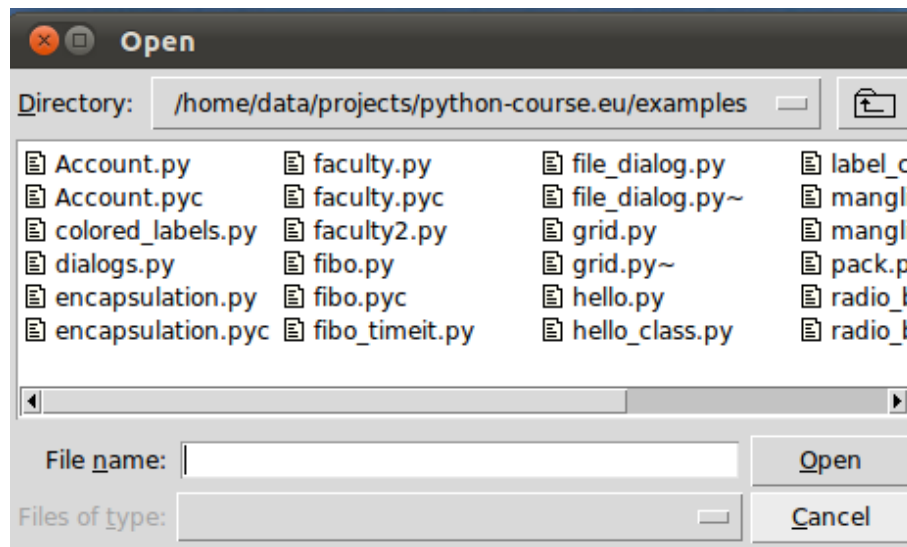 Open
Directory: /home/data/projects/python-course.eu/examples
Account.py faculty.py file_dialog.py
Account.pyc faculty.pyc file_dialog.py~
colored_labels.py faculty2.py grid.py
dialogs.py fibo.py grid.py~
encapsulation.py fibo.pyc hello.py
encapsulation.pyc fibo_timeit.py hello_class.py
File name: Open
Files of type: Cancel